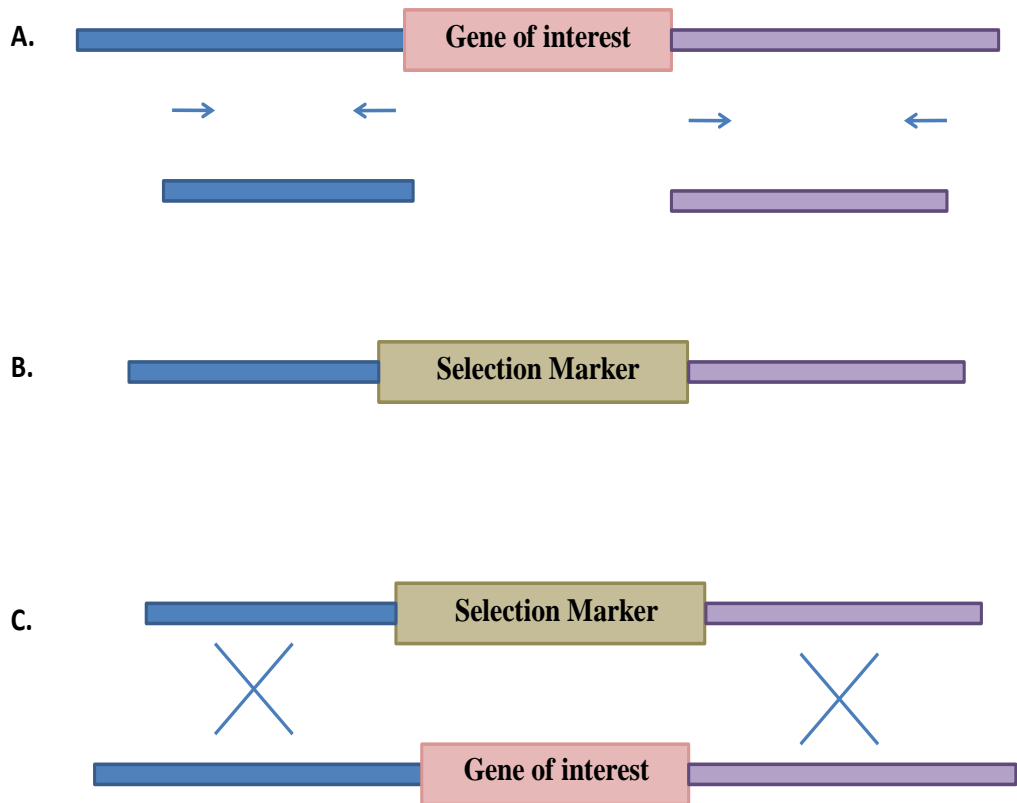 A.
Gene of interest
B.
Selection Marker
C.
Selection Marker
Gene of interest